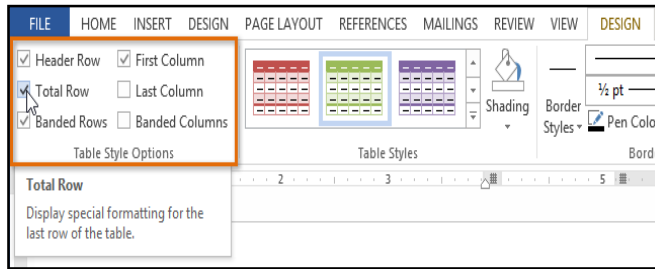 FILE HOME INSERT DESIGN PAGE LAYOUT REFERENCES MAILINGS REVIEW VIEW DESIGN
Header Row First Column
Total Row Last Column
Banded Rows Banded Columns
Table Style Options
Table Styles
Shading
Border
Styles
½ pt
Pen Colo
Bord
2 3 5
Total Row
Display special formatting for the
last row of the table.